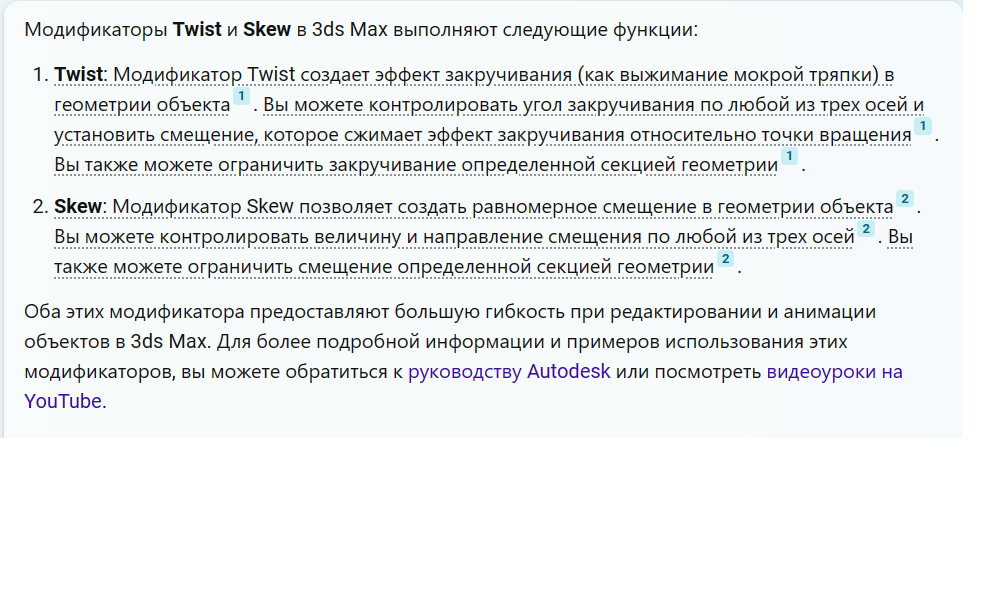 Модификаторы Twist и Skew в 3ds Max выполняют следующие функции:
1. Twist: Модификатор Twist создает эффект закручивания (как выжимание мокрой тряпки) в
геометрии объекта 1 . Вы можете контролировать угол закручивания по любой из трех осей и
установить смещение, которое сжимает эффект закручивания относительно точки вращения 1 .
Вы также можете ограничить закручивание определенной секцией геометрии 1 .
2. Skew: Модификатор Skew позволяет создать равномерное смещение в геометрии объекта 2 .
Вы можете контролировать величину и направление смещения по любой из трех осей 2 . Вы
также можете ограничить смещение определенной секцией геометрии 2 .
Оба этих модификатора предоставляют большую гибкость при редактировании и анимации
объектов в 3ds Max. Для более подробной информации и примеров использования этих
модификаторов, вы можете обратиться к руководству Autodesk или посмотреть видеоуроки на
YouTube.